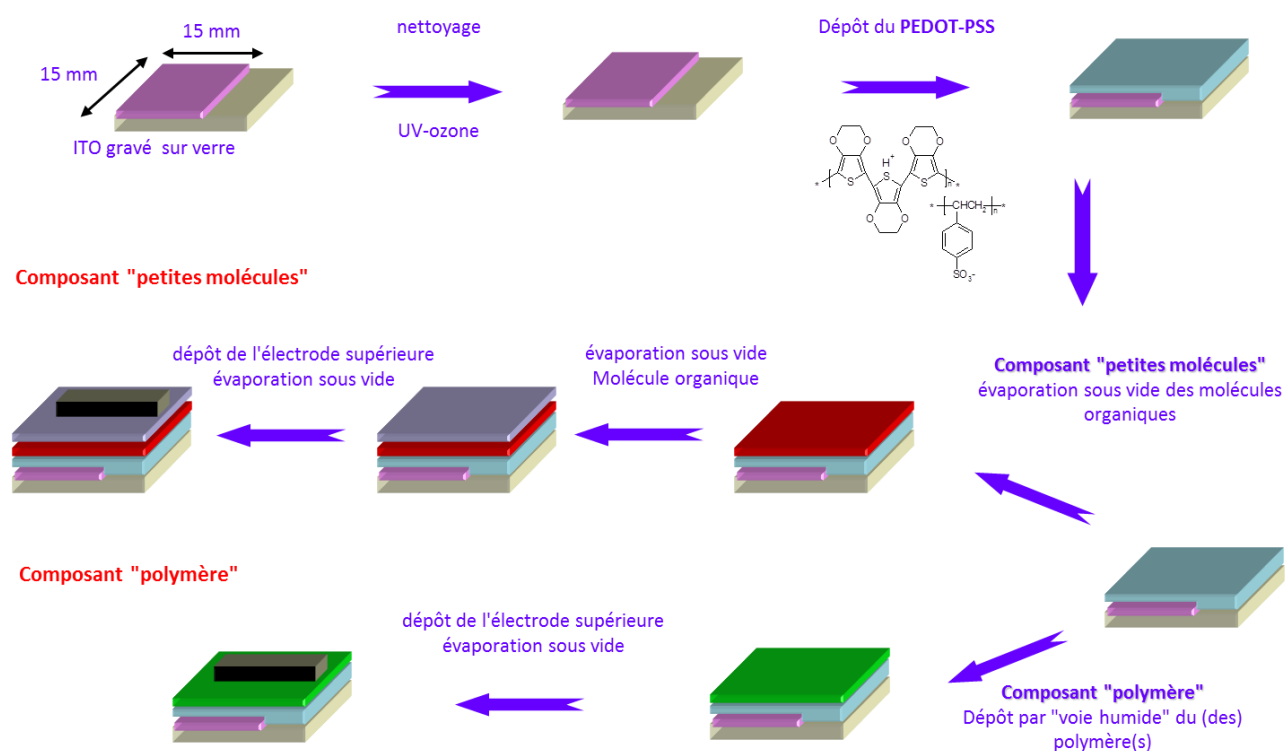 15 mm
15 mm
ITO gravé sur verre
nettoyage
UV-ozone
Dépôt du PEDOT-PSS
O O O O
H+
* S S S n *
O O
* CHCH2 n *
SO3-
Composant "petites molécules"
dépôt de l'électrode supérieure
évaporation sous vide
évaporation sous vide
Molécule organique
Composant "petites molécules"
évaporation sous vide des molécules
organiques
Composant "polymère"
dépôt de l'électrode supérieure
évaporation sous vide
Composant "polymère"
Dépôt par "voie humide" du (des)
polymère(s)